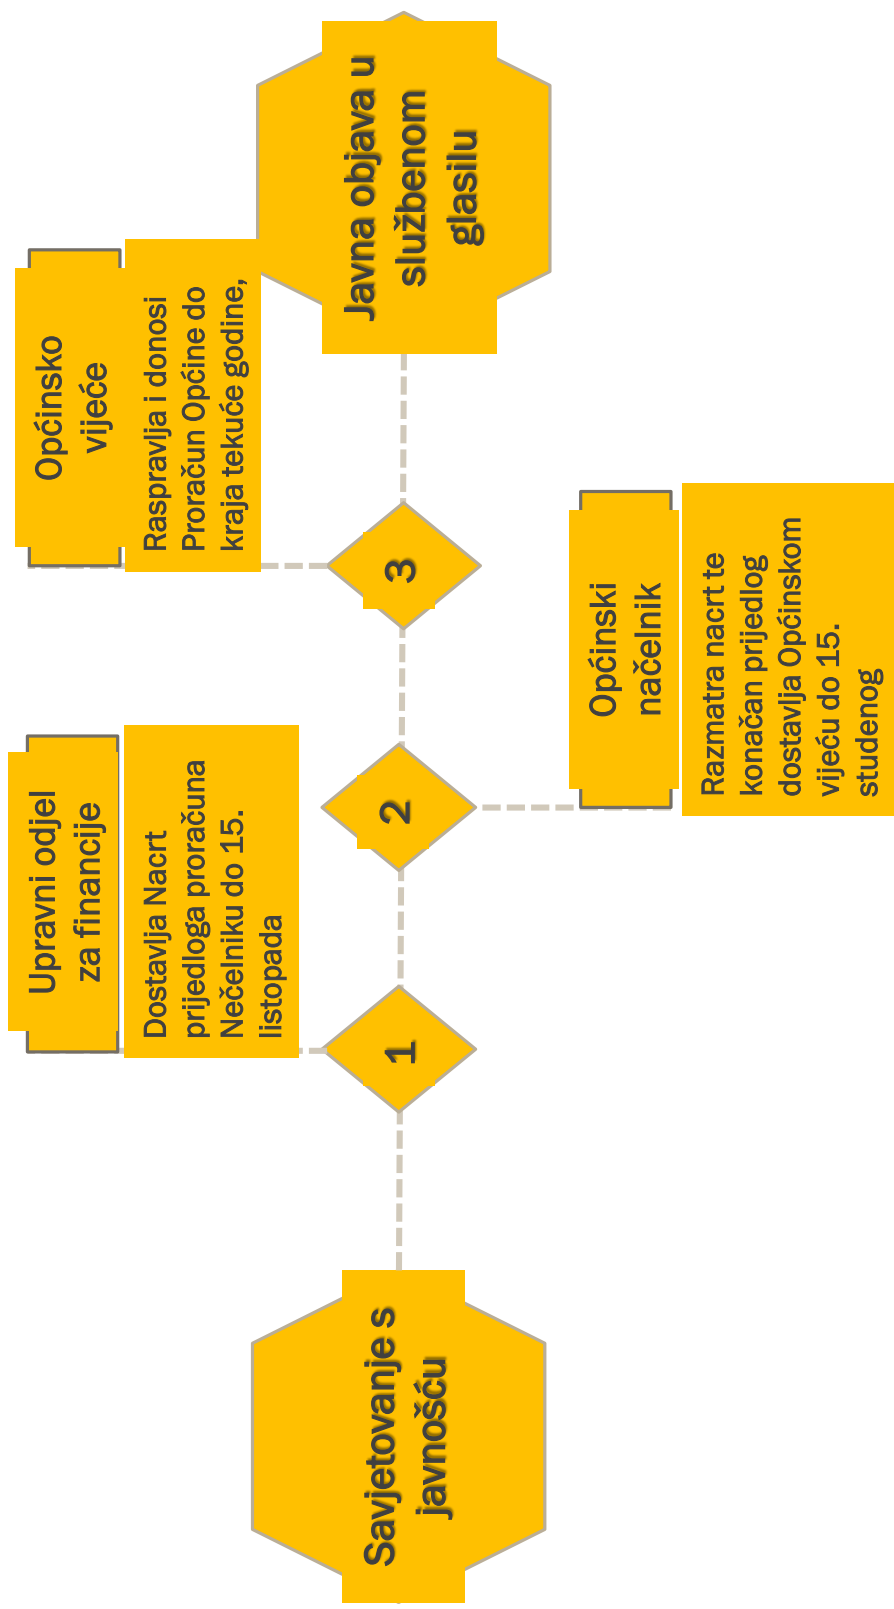 Savjetovanje s
javnošću
1
Upravni odjel
za financije
Dostavlja Nacrt
prijedloga proračuna
Nečelniku do 15.
listopada
2
Općinski
načelnik
Razmatra nacrt te
konačan prijedlog
dostavlja Općinskom
vijeću do 15.
studenog
3
Općinsko
vijeće
Raspravlja i donosi
Proračun Općine do
kraja tekuće godine,
Javna objava u
službenom
glasilu